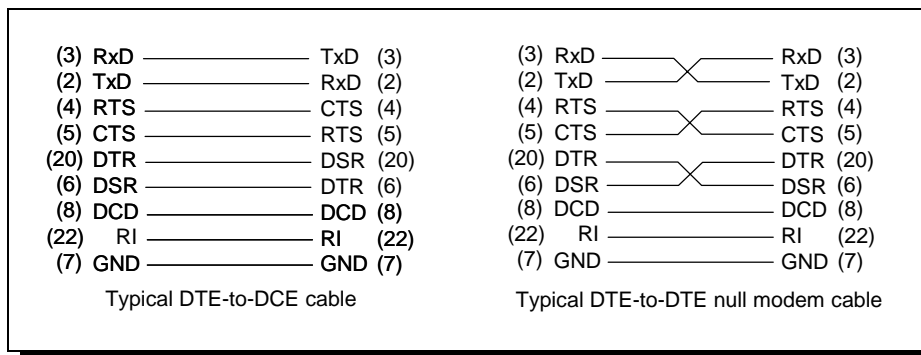 (3) RxD TxD (3)
(2) TxD RxD (2)
(4) RTS CTS (4)
(5) CTS RTS (5)
(20) DTR DSR (20)
(6) DSR DTR (6)
(8) DCD DCD (8)
(22) RI RI (22)
(7) GND GND (7)
Typical DTE-to-DCE cable
(3) RxD RxD (3)
(2) TxD TxD (2)
(4) RTS RTS (4)
(5) CTS CTS (5)
(20) DTR DTR (20)
(6) DSR DSR (6)
(8) DCD DCD (8)
(22) RI RI (22)
(7) GND GND (7)
Typical DTE-to-DTE null modem cable